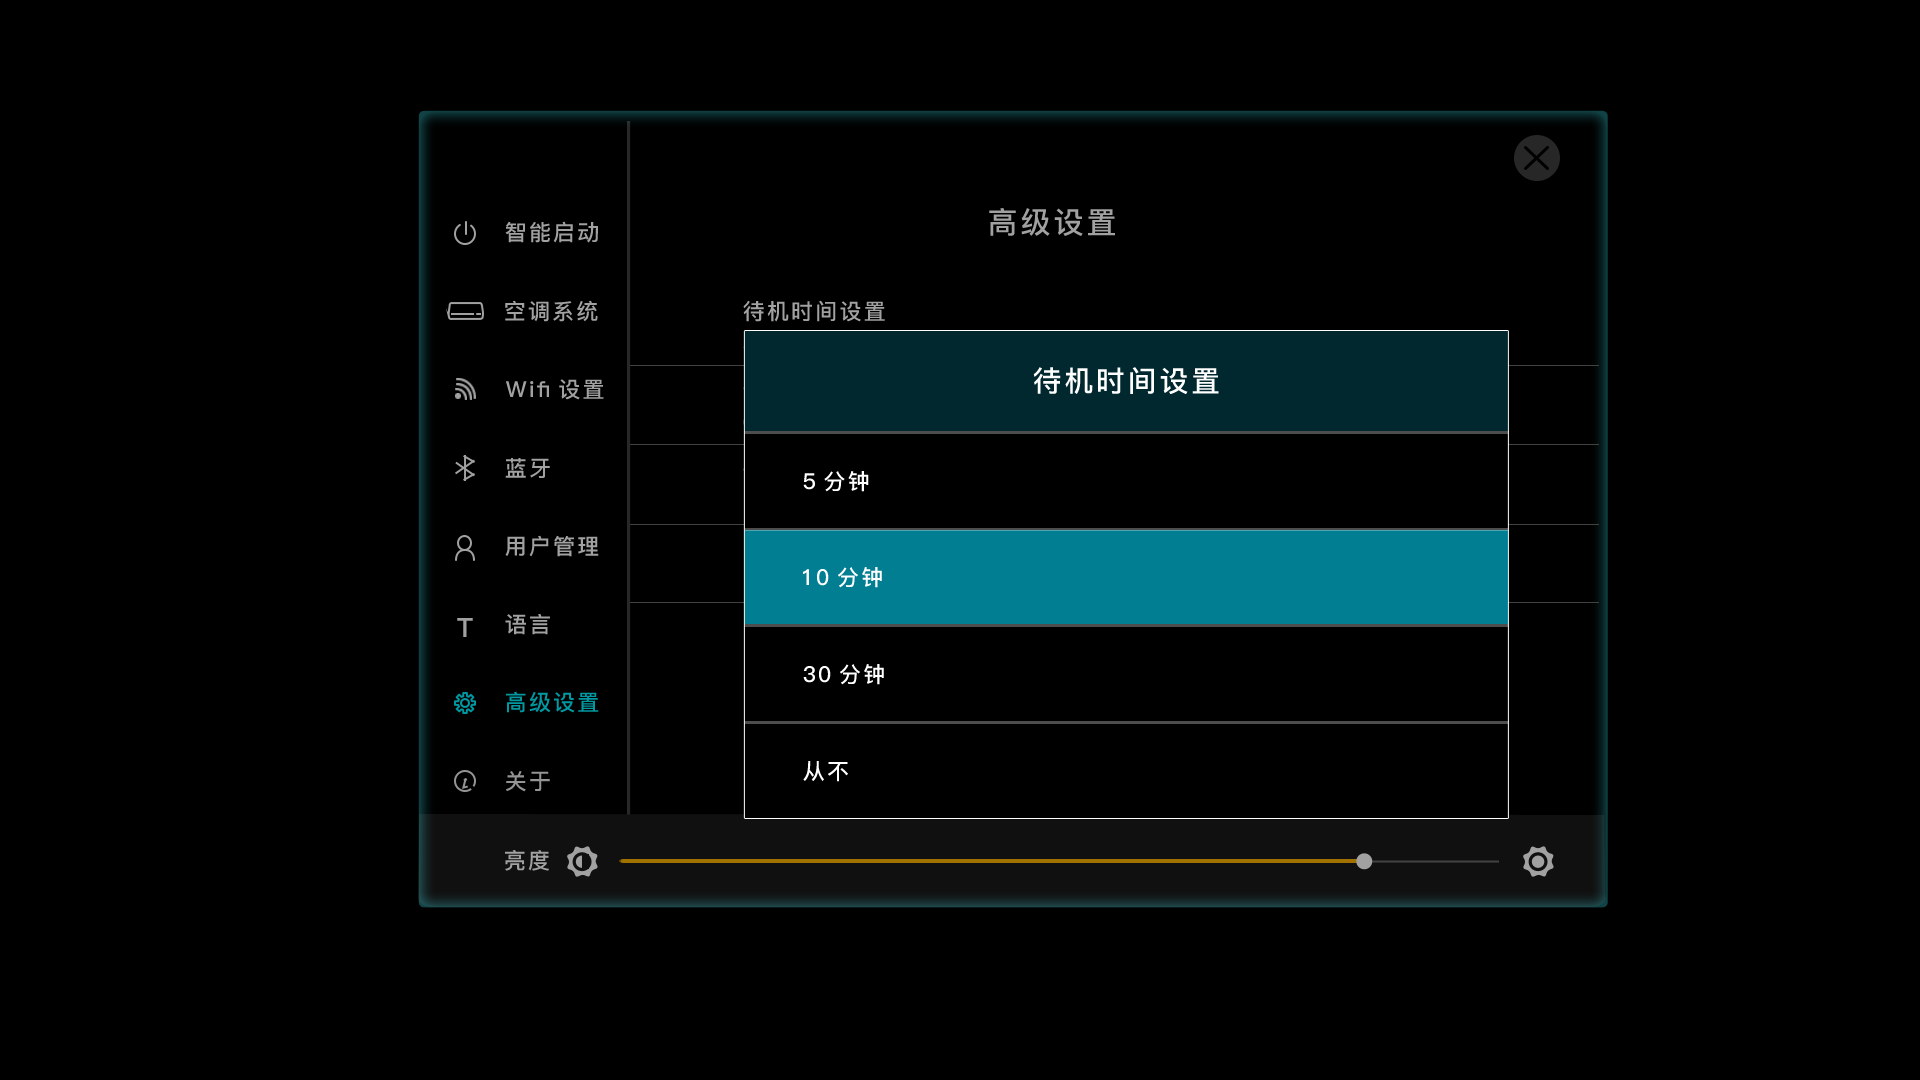 智能启动
空调系统
Wifi 设置
蓝牙
用户管理
语言
高级设置
关于
高级设置
待机时间设置
待机时间设置
5 分钟
10 分钟
30 分钟
从不
亮度